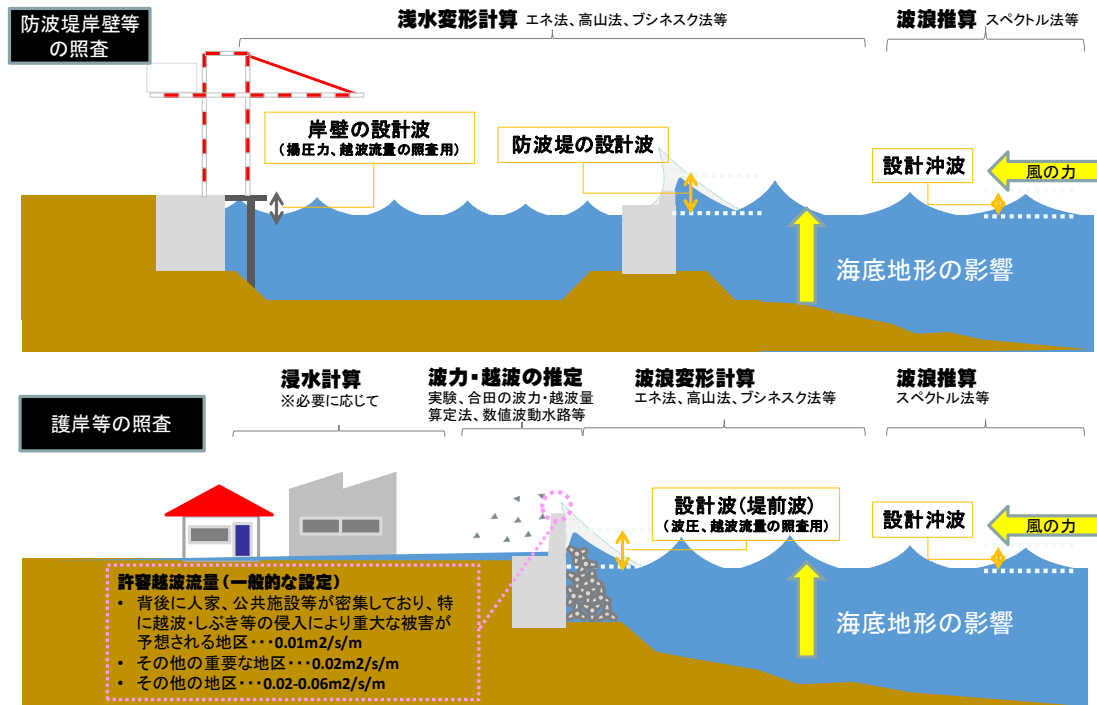 防波堤岸壁等
の照査
浅水変形計算 エネ法、高山法、ブシネスク法等
波浪推算 スペクトル法等
岸壁の設計波
（揚圧力、越波流量の照査用）
防波堤の設計波
設計沖波
風の力
海底地形の影響
護岸等の照査
浸水計算
※必要に応じて
波力・越波の推定
実験、合田の波力・越波量
算定法、数値波動水路等
波浪変形計算
エネ法、高山法、ブシネスク法等
波浪推算
スペクトル法等
設計波（堤前波）
（波圧、越波流量の照査用）
設計沖波
風の力
海底地形の影響
許容越波流量（一般的な設定）
• 背後に人家、公共施設等が密集しており、特
に越波・しぶき等の侵入により重大な被害が
予想される地区・・・0.01m2/s/m
• その他の重要な地区・・・0.02m2/s/m
• その他の地区・・・0.02-0.06m2/s/m